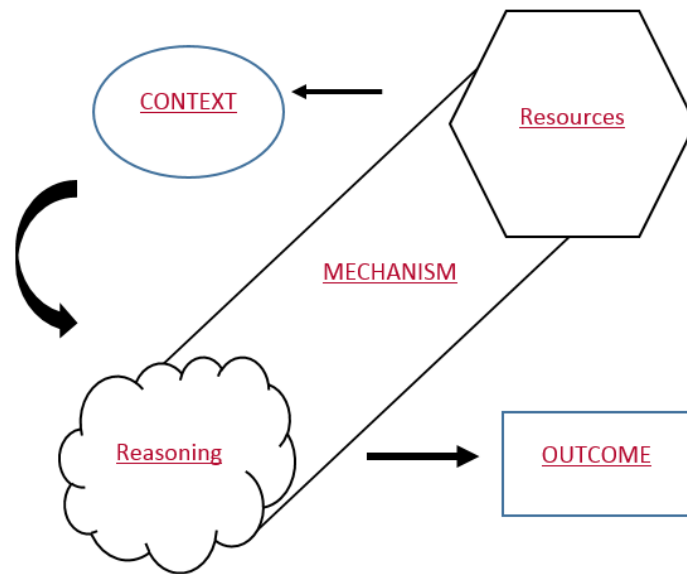 CONTEXT
Resources
MECHANISM
Reasoning
OUTCOME